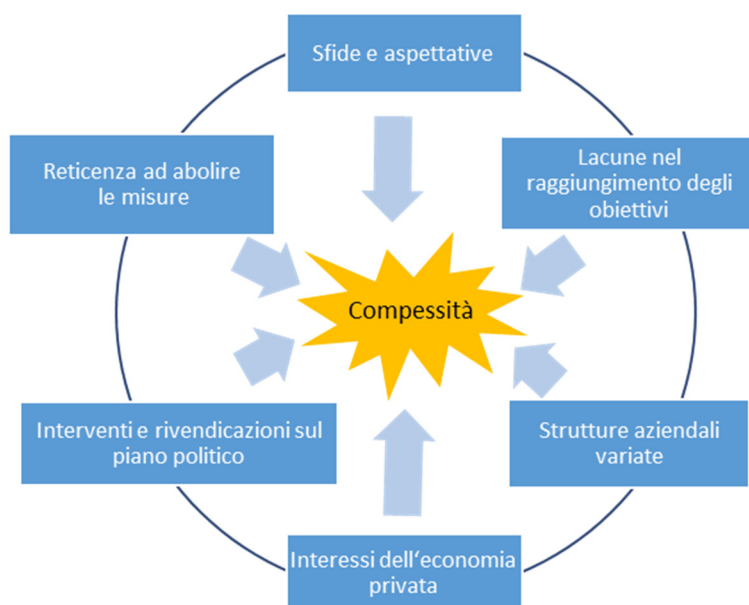 Sfide e aspettative
Reticenza ad abolire
le misure
Lacune nel
raggiungimento degli
obiettivi
Compessità
Interventi e rivendicazioni sul
piano politico
Strutture aziendali
variate
Interessi dell‘economia
privata